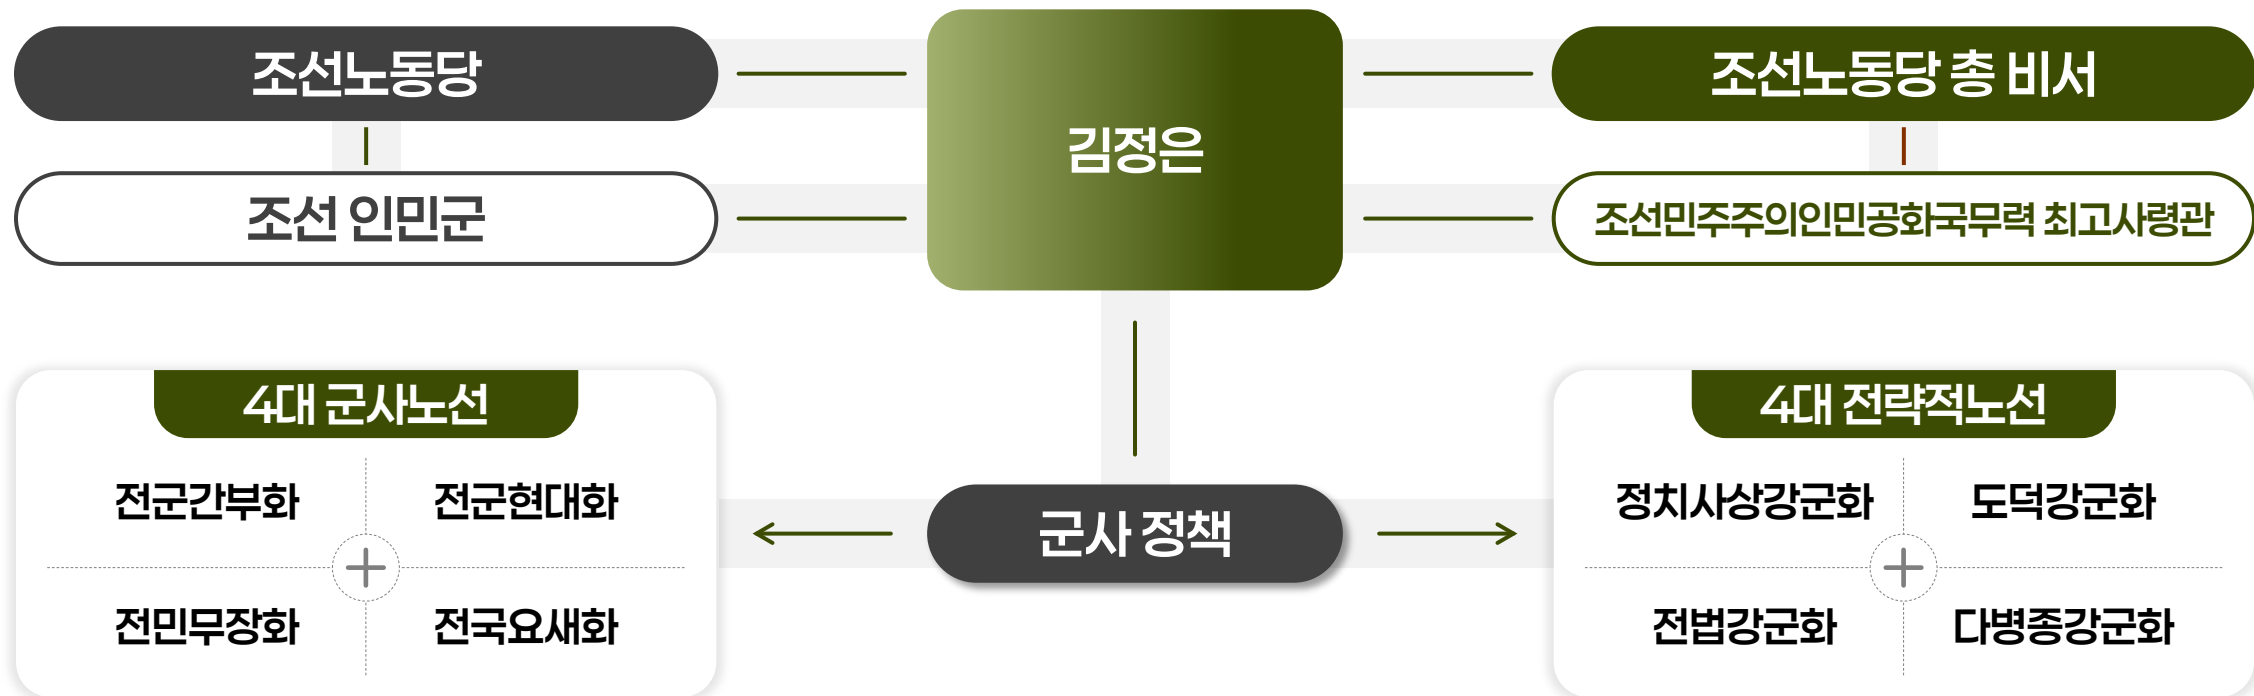 조선노동당
김정은
조선노동당 총 비서
조선 인민군
조선민주주의인민공화국무력 최고사령관
4대 군사노선
전군간부화
전군현대화
전민무장화
전국요새화
군사 정책
4대 전략적노선
정치사상강군화
도덕강군화
전법강군화
다병종강군화